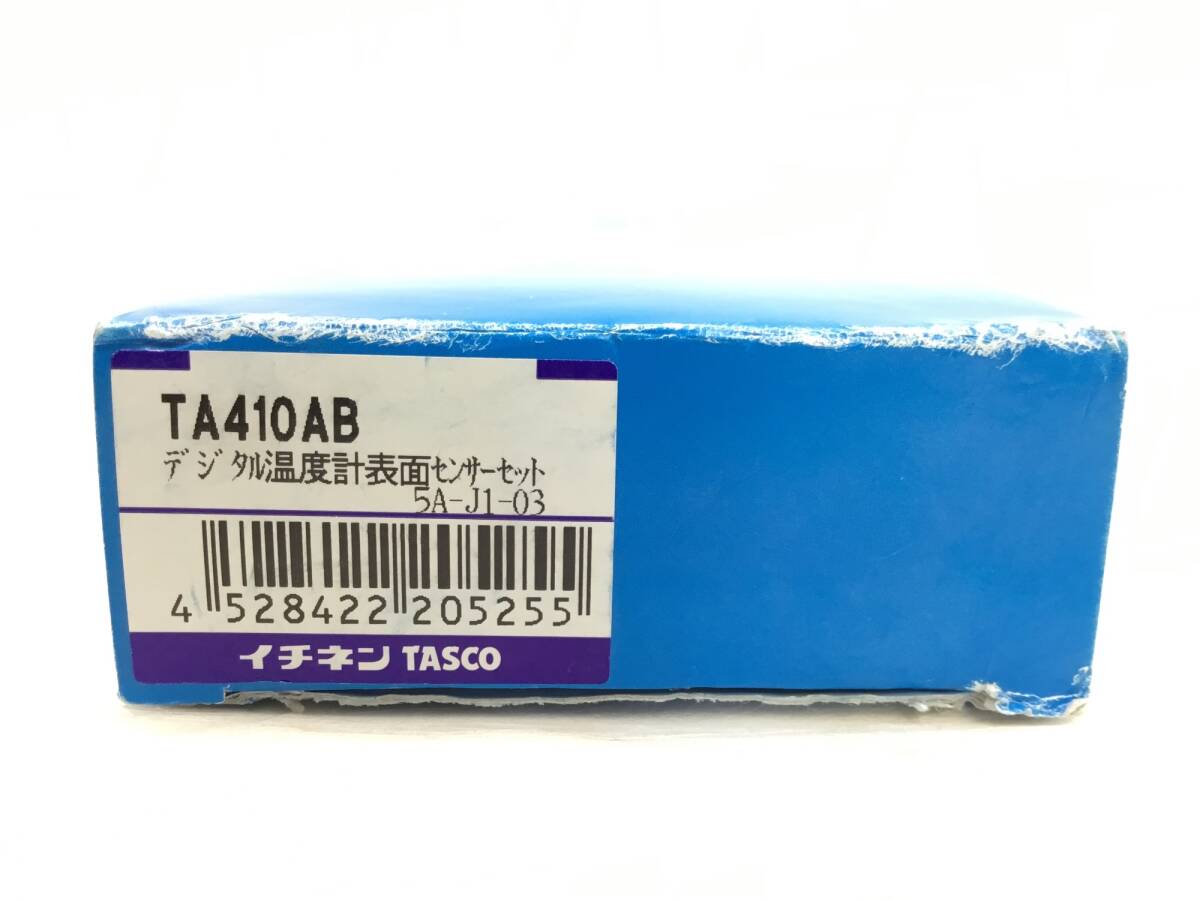 TA410AB
デジタル温度計表面センサーセット
5A-J1-03
4 528422 205255
イチネン TASCO